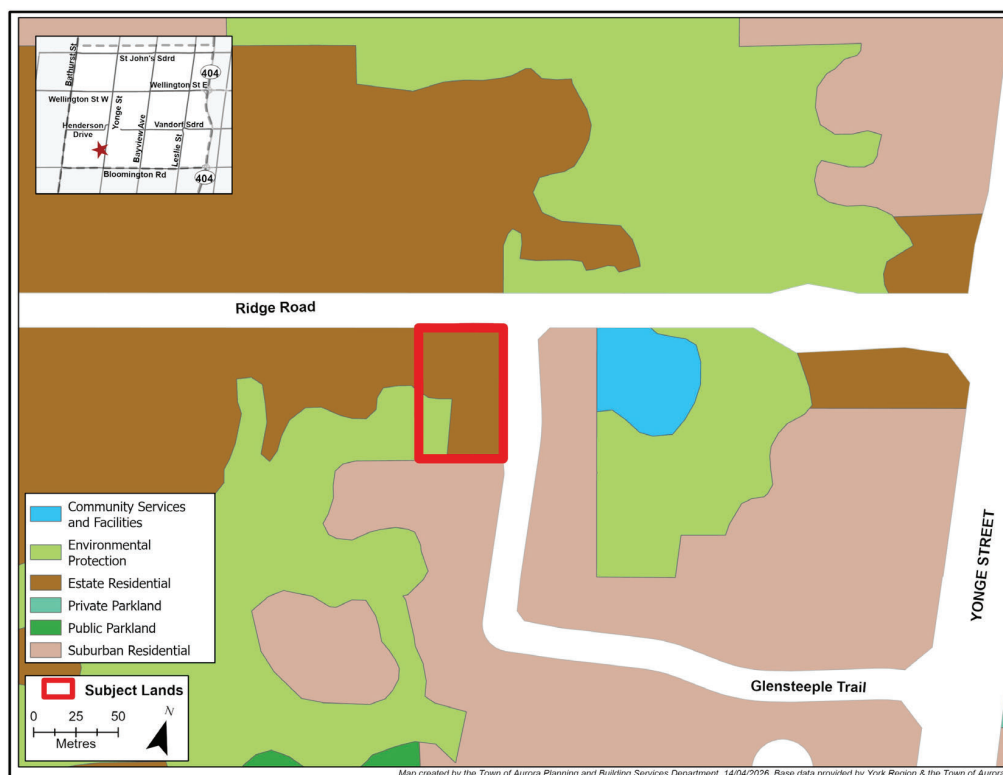 Bathurst St
St John's Sdrd
404
Wellington St E
Wellington St W
Yonge St
Henderson
Drive
Bayview Ave
Vandorf Sdrd
Leslie St
Bloomington Rd
404
Ridge Road
Community Services
and Facilities
Environmental
Protection
Estate Residential
Private Parkland
Public Parkland
Suburban Residential
YONGE STREET
Subject Lands
0 25 50
Metres
N
Glensteeple Trail
Map created by the Town of Aurora Planning and Building Services Department, 14/04/2026. Base data provided by York Region & the Town of Aurora